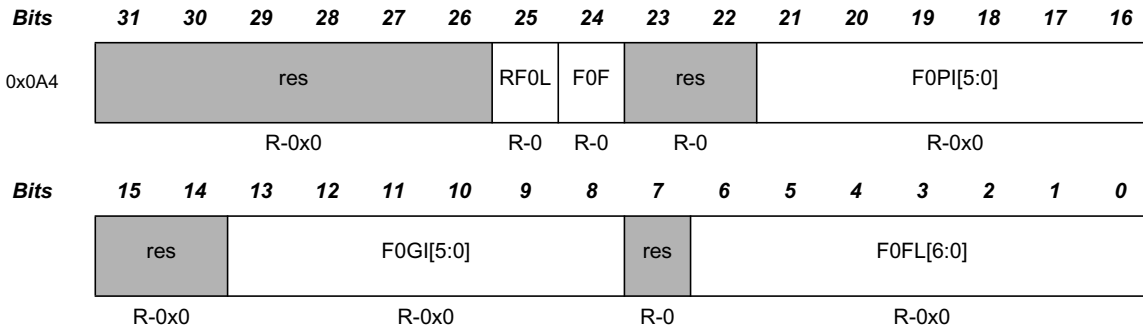 Bits 31 30 29 28 27 26 25 24 23 22 21 20 19 18 17 16
0x0A4 res RF0L F0F res F0PI[5:0]
R-0x0 R-0 R-0 R-0 R-0x0
Bits 15 14 13 12 11 10 9 8 7 6 5 4 3 2 1 0
res F0GI[5:0] res F0FL[6:0]
R-0x0 R-0x0 R-0 R-0x0